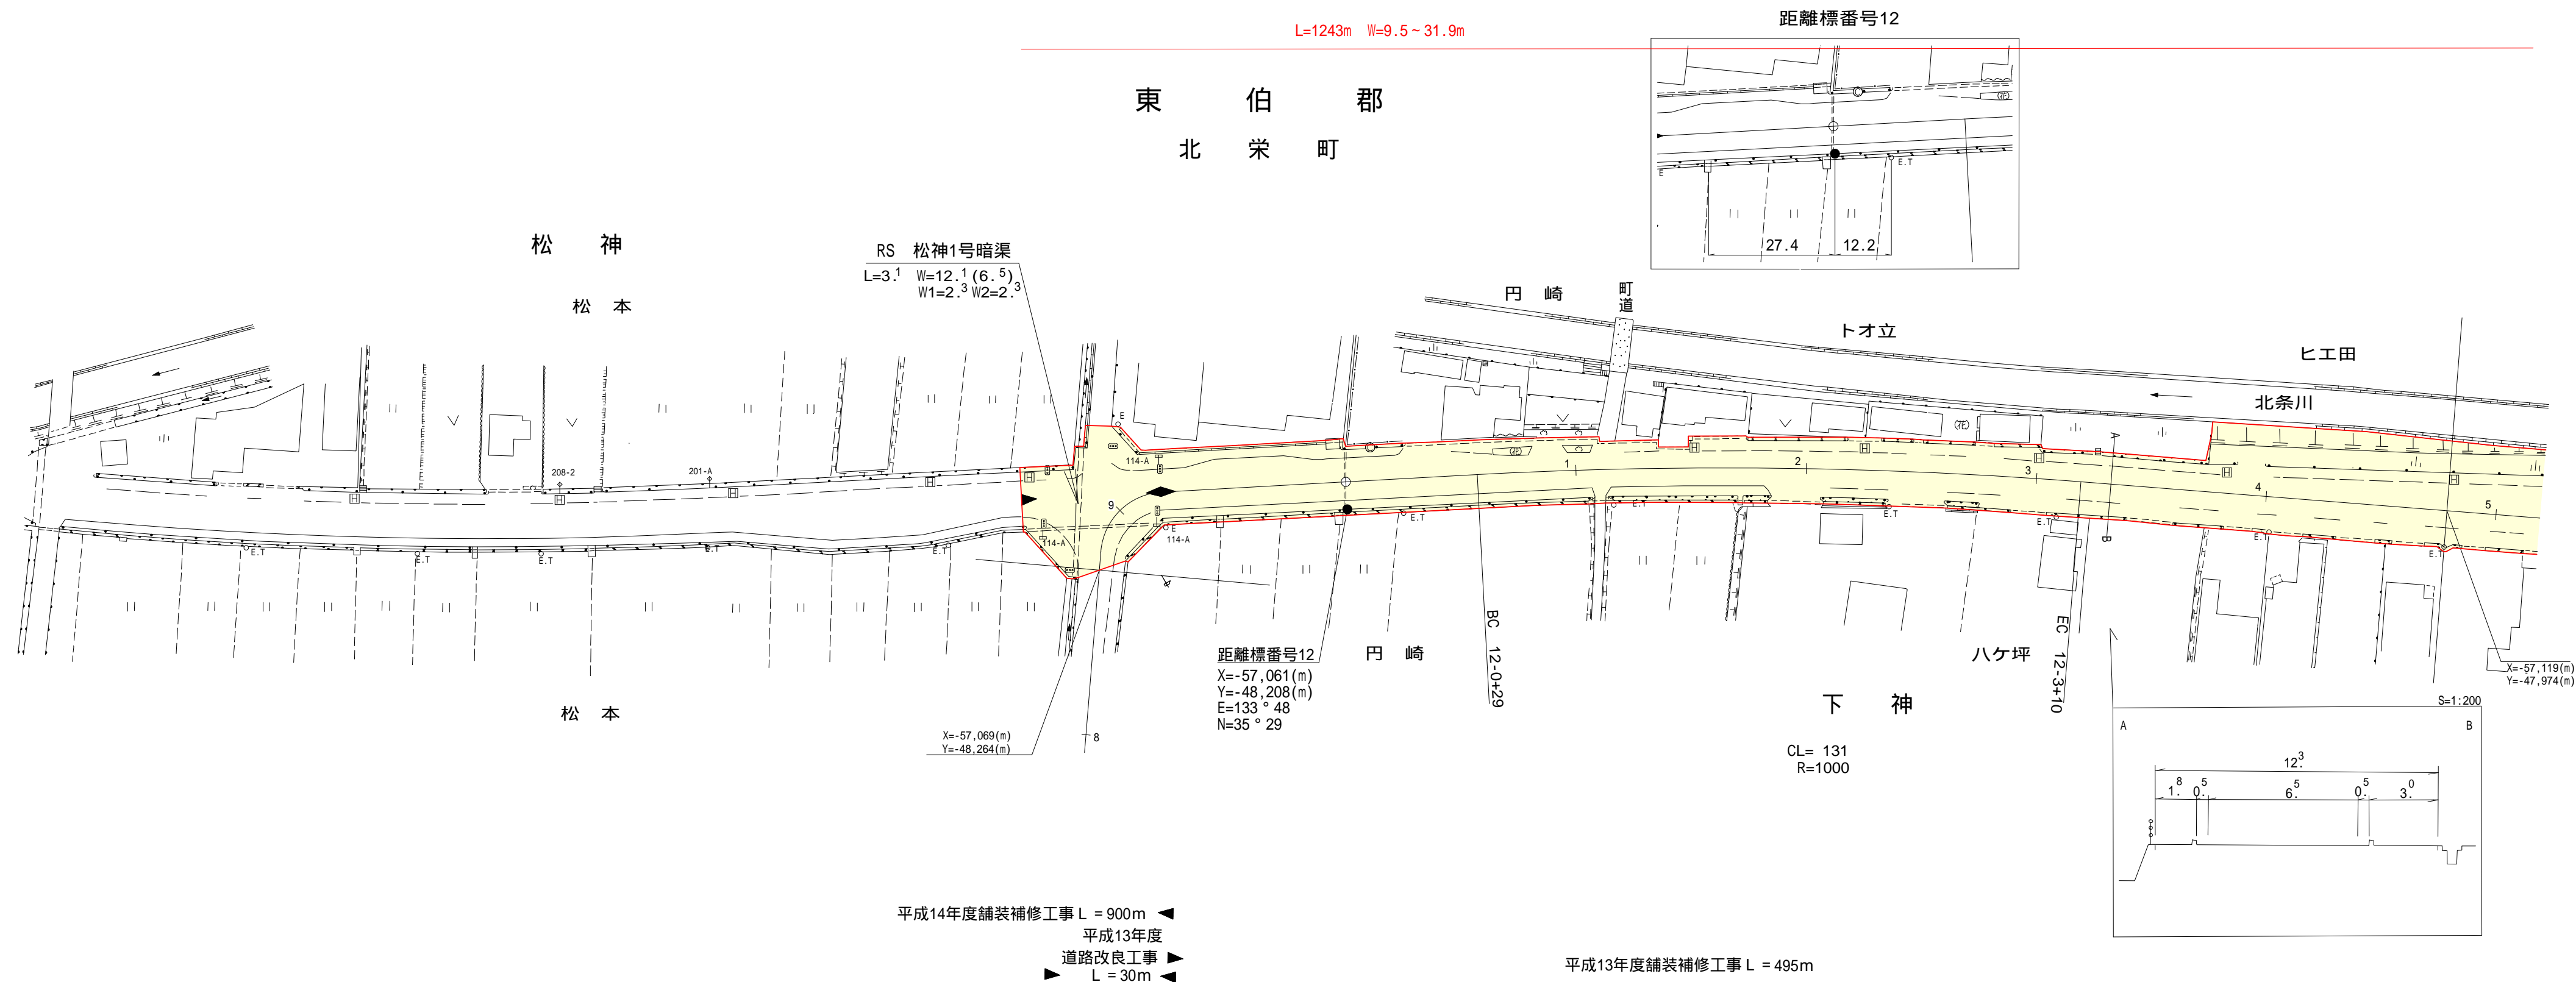 距離標番号12
L=1243m W=9.5~31.9m
東 伯 郡
北 栄 町
(花)
E.T
E
27.4 12.2
松 神
松 本
RS 松神1号暗渠
L=3.1 W=12.1(6.5)
W1=2.3 W2=2.3
円 崎
町道
トオ立
ヒエ田
北条川
E
114-A
(花)
(花)
A
H
H
H
H
H
H
H
H
H
H
208-2
201-A
1
2
3
4
5
9
E
114-A
114-A
E.T
E.T
E.T
E.T
E.T
E.T
E.T
E.T
E.T
E.T
E.T
B
A
BC 12-0+29
EC 12-3+10
距離標番号12
X=-57,061(m)
Y=-48,208(m)
E=133°48
N=35°29
円 崎
八ケ坪
下 神
X=-57,119(m)
Y=-47,974(m)
松 本
X=-57,069(m)
Y=-48,264(m)
8
CL= 131
R=1000
S=1:200
A B
12.3
1.8 0.5 6.5 0.5 3.0
平成14年度舗装補修工事 L =900m
平成13年度
道路改良工事
L =30m
平成13年度舗装補修工事 L =495m